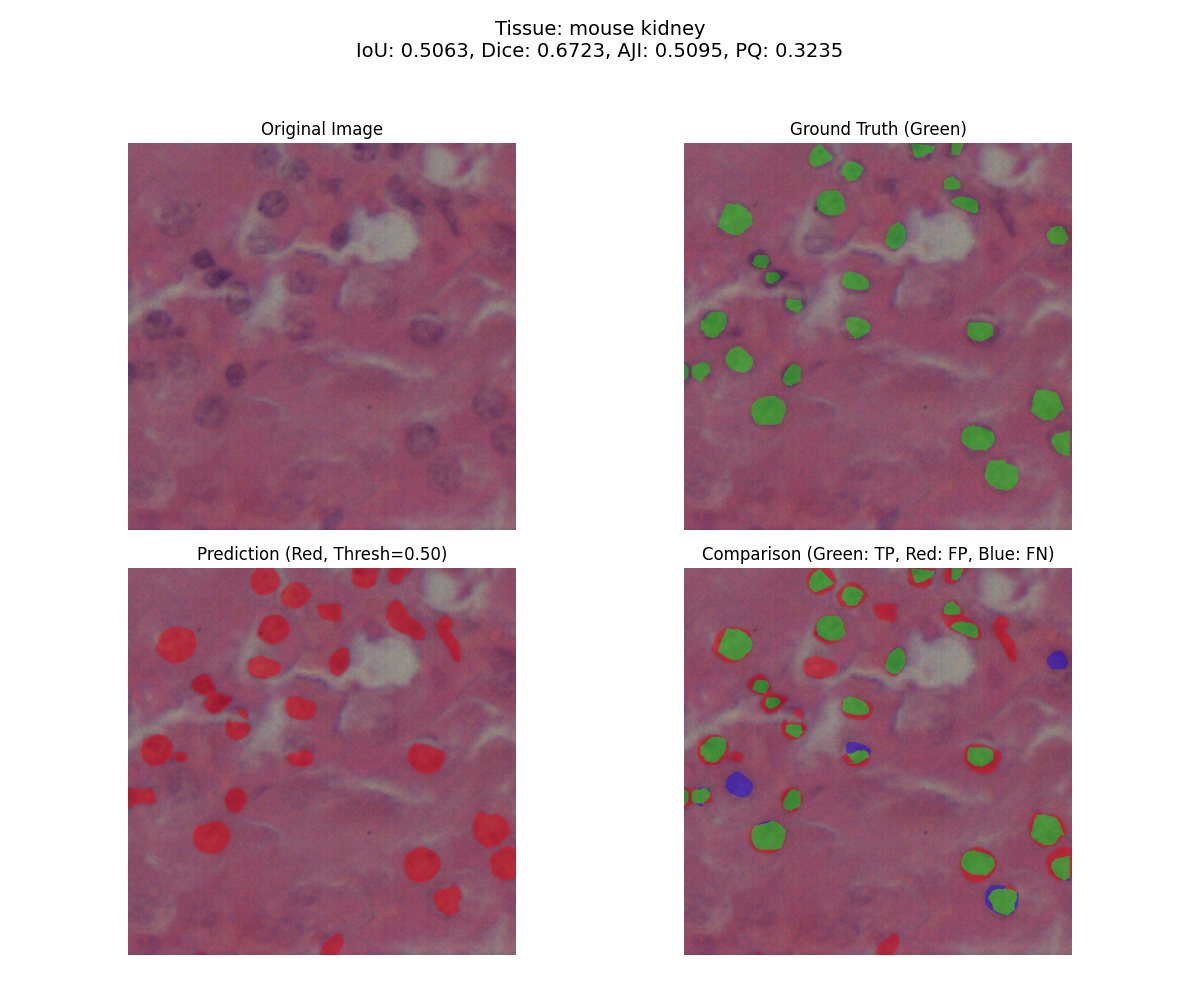 Tissue: mouse kidney
IoU: 0.5063, Dice: 0.6723, AJI: 0.5095, PQ: 0.3235
Original Image
Ground Truth (Green)
Prediction (Red, Thresh=0.50)
Comparison (Green: TP, Red: FP, Blue: FN)